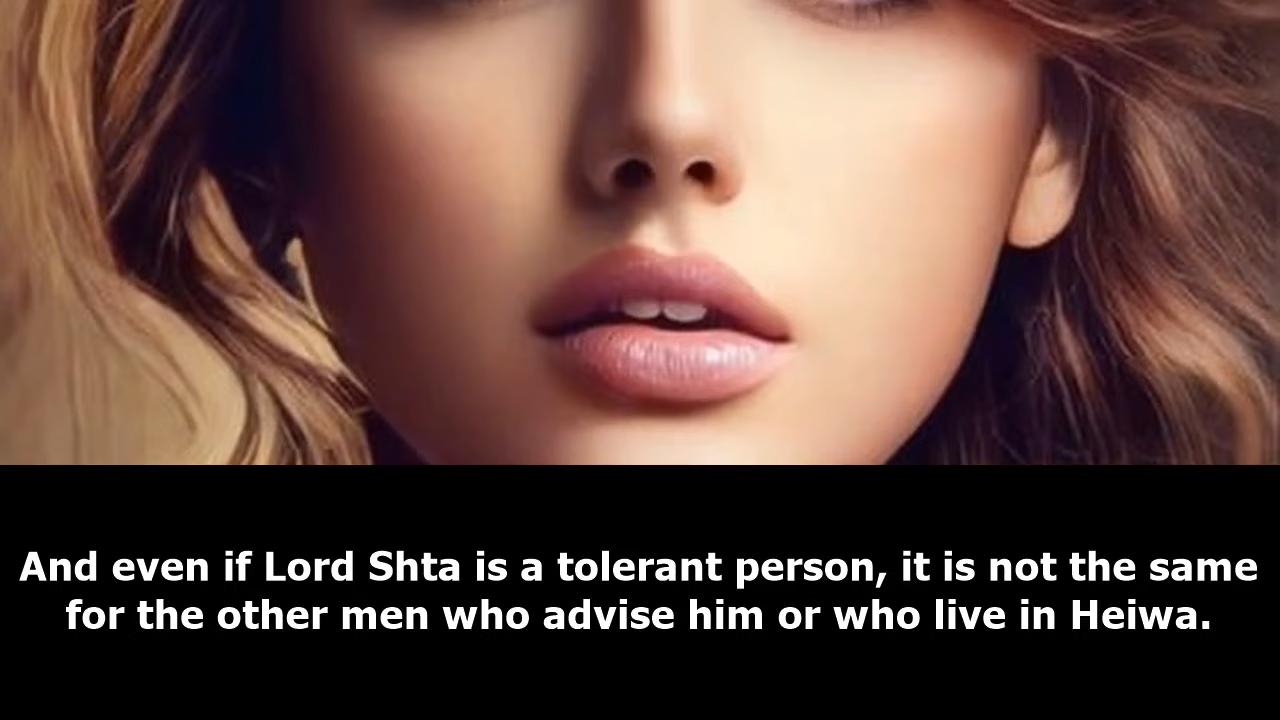 And even if Lord Shta is a tolerant person, it is not the same
for the other men who advise him or who live in Heiwa.